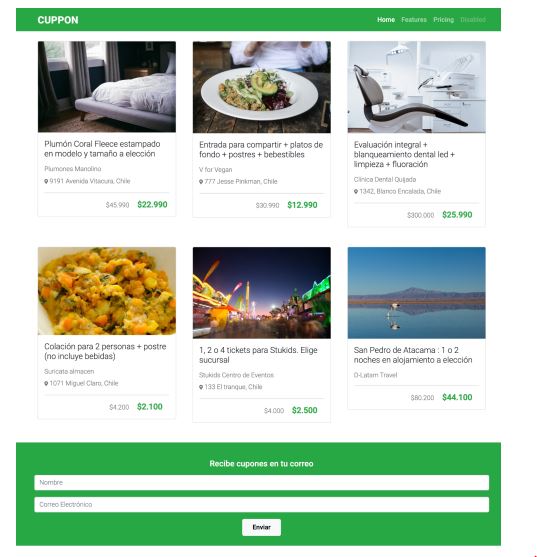 CUPPON
Home Features Pricing Disabled
Plumón Coral Fleece estampado
en modelo y tamaño a elección
Plumones Manolino
9191 Avenida Vitacura, Chile
$45.990 $22.990
Entrada para compartir + platos de
fondo + postres + bebestibles
V for Vegan
777 Jesse Pinkman, Chile
$30.990 $12.990
Evaluación integral +
blanqueamiento dental led +
limpieza + fluoración
Clínica Dental Quijada
1342, Blanco Encalada, Chile
$300.000 $25.990
Colación para 2 personas + postre
(no incluye bebidas)
Suricata almacen
1071 Miguel Claro, Chile
$4.200 $2.100
1, 2 o 4 tickets para Stukids. Elige
sucursal
Stukids Centro de Eventos
133 El tranque, Chile
$4.000 $2.500
San Pedro de Atacama : 1 o 2
noches en alojamiento a elección
D-Latam Travel
$80.200 $44.100
Recibe cupones en tu correo
Nombre
Correo Electrónico
Enviar